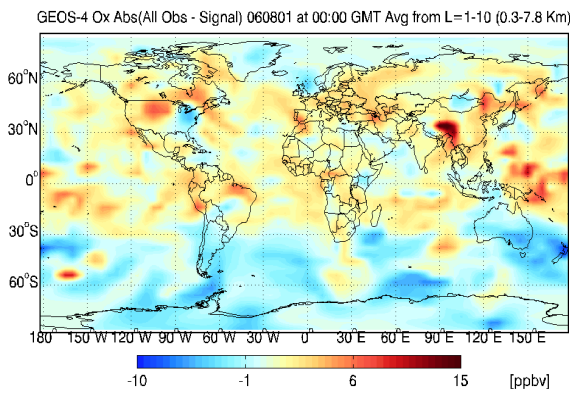 GEOS-4 Ox Abs(All Obs - Signal) 060801 at 00:00 GMT Avg from L=1-10 (0.3-7.8 Km)
60°N
30°N
0°
30°S
60°S
180°W 150°W 120°W 90°W 60°W 30°W 0° 30°E 60°E 90°E 120°E 150°E
-10 -1 6 15 [ppbv]